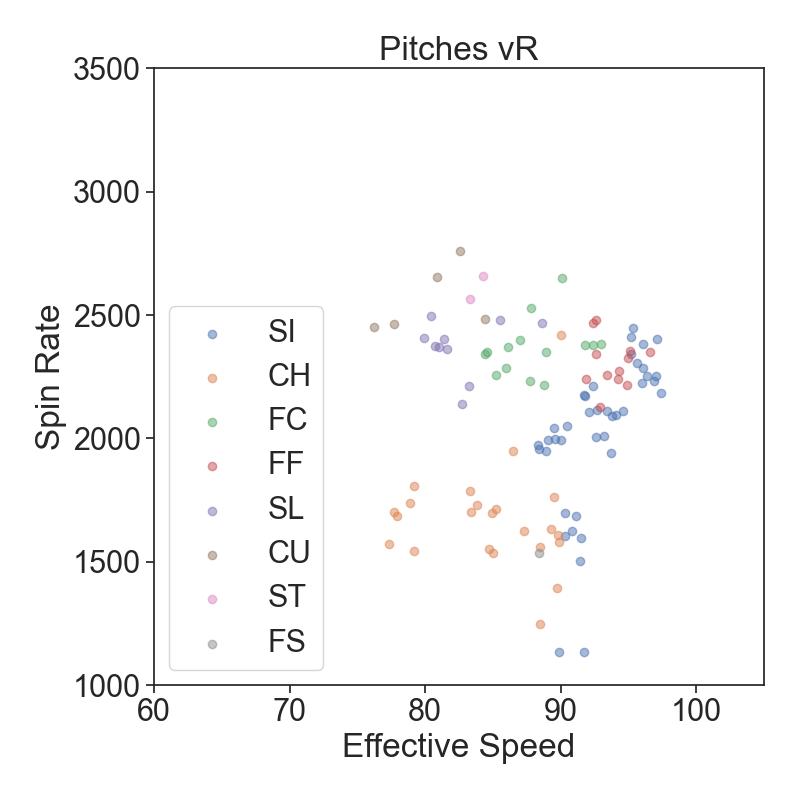 Pitches vR
3500
3000
2500
2000
1500
1000
Spin Rate
SI
CH
FC
FF
SL
CU
ST
FS
60 70 80 90 100
Effective Speed